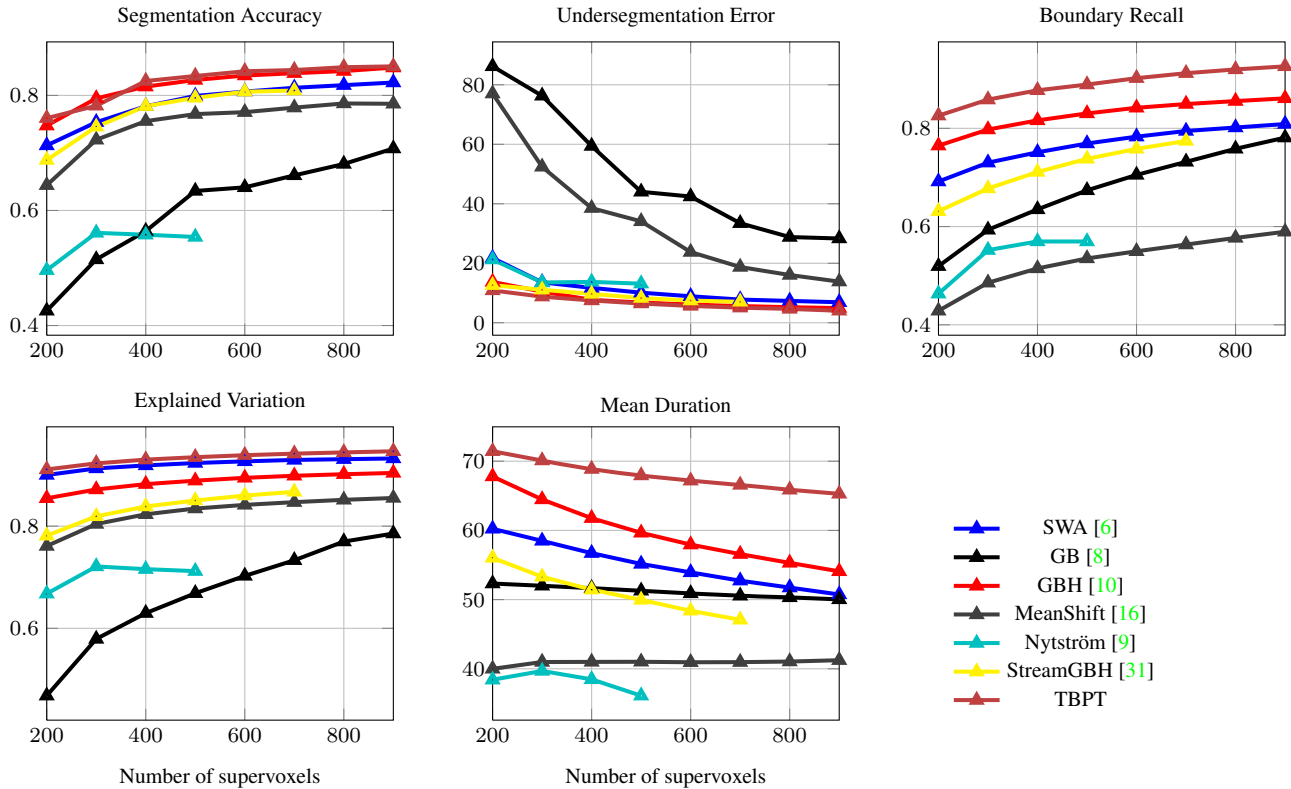 Segmentation Accuracy
0.8
0.6
0.4
200 400 600 800
Undersegmentation Error
80
60
40
20
0
200 400 600 800
Boundary Recall
0.8
0.6
0.4
200 400 600 800
Explained Variation
0.8
0.6
200 400 600 800
Number of supervoxels
Mean Duration
70
60
50
40
200 400 600 800
Number of supervoxels
SWA [6]
GB [8]
GBH [10]
MeanShift [16]
Nytström [9]
StreamGBH [31]
TBPT